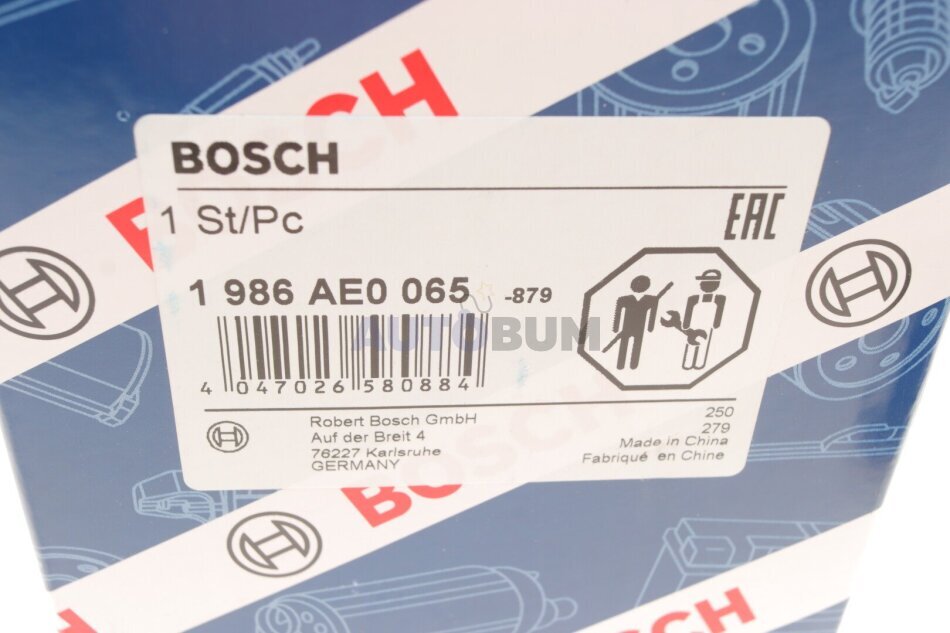 BOSCH
BOSCH
1 St/Pc
EAC
1 986 AE0 065 -879
AUTOBUM
4 047026 580884
Robert Bosch GmbH
Auf der Breit 4
76227 Karlsruhe
GERMANY
250
279
Made in China
Fabriqué en Chine
BOSCH
BOSCH